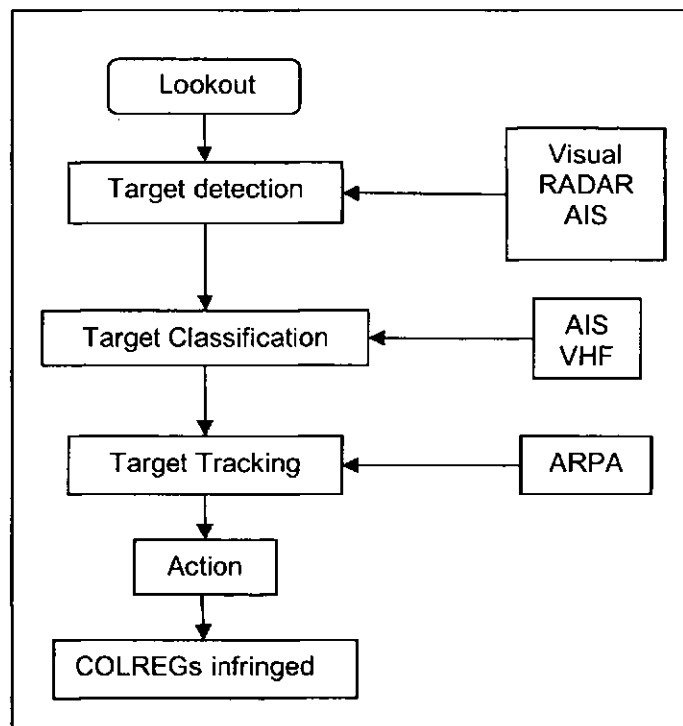 Lookout
Target detection
Visual
RADAR
AIS
Target Classification
AIS
VHF
Target Tracking
ARPA
Action
COLREGs infringed